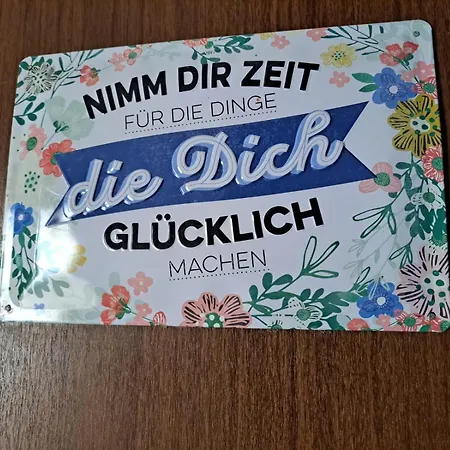 NIMM DIR ZEIT
FÜR DIE DINGE
die Dich
GLÜCKLICH
MACHEN